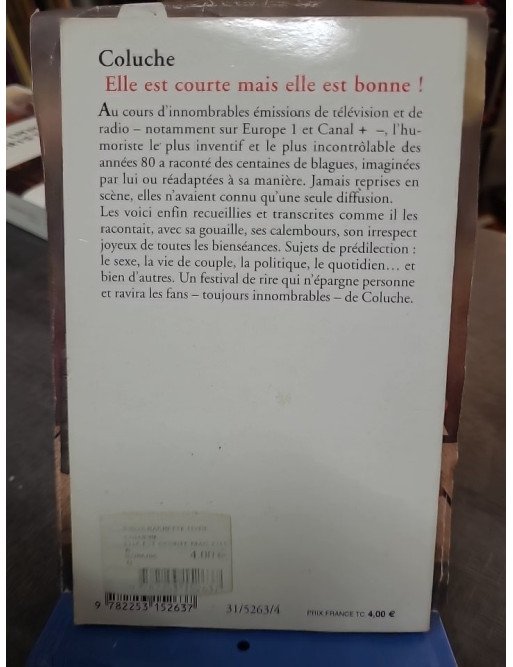 Coluche
Elle est courte mais elle est bonne !
Au cours d'innombrables émissions de télévision et de
radio – notamment sur Europe 1 et Canal + –, l'hu-
moriste le plus inventif et le plus incontrôlable des
années 80 a raconté des centaines de blagues, imaginées
par lui ou réadaptées à sa manière. Jamais reprises en
scène, elles n'avaient connu qu'une seule diffusion.
Les voici enfin recueillies et transcrites comme il les
racontait, avec sa gouaille, ses calembours, son irrespect
joyeux de toutes les bienséances. Sujets de prédilection :
le sexe, la vie de couple, la politique, le quotidien… et
bien d'autres. Un festival de rire qui n'épargne personne
et ravira les fans – toujours innombrables – de Coluche.
4,00
9 782253 152637
31/5263/4
PRIX FRANCE TC 4,00 €